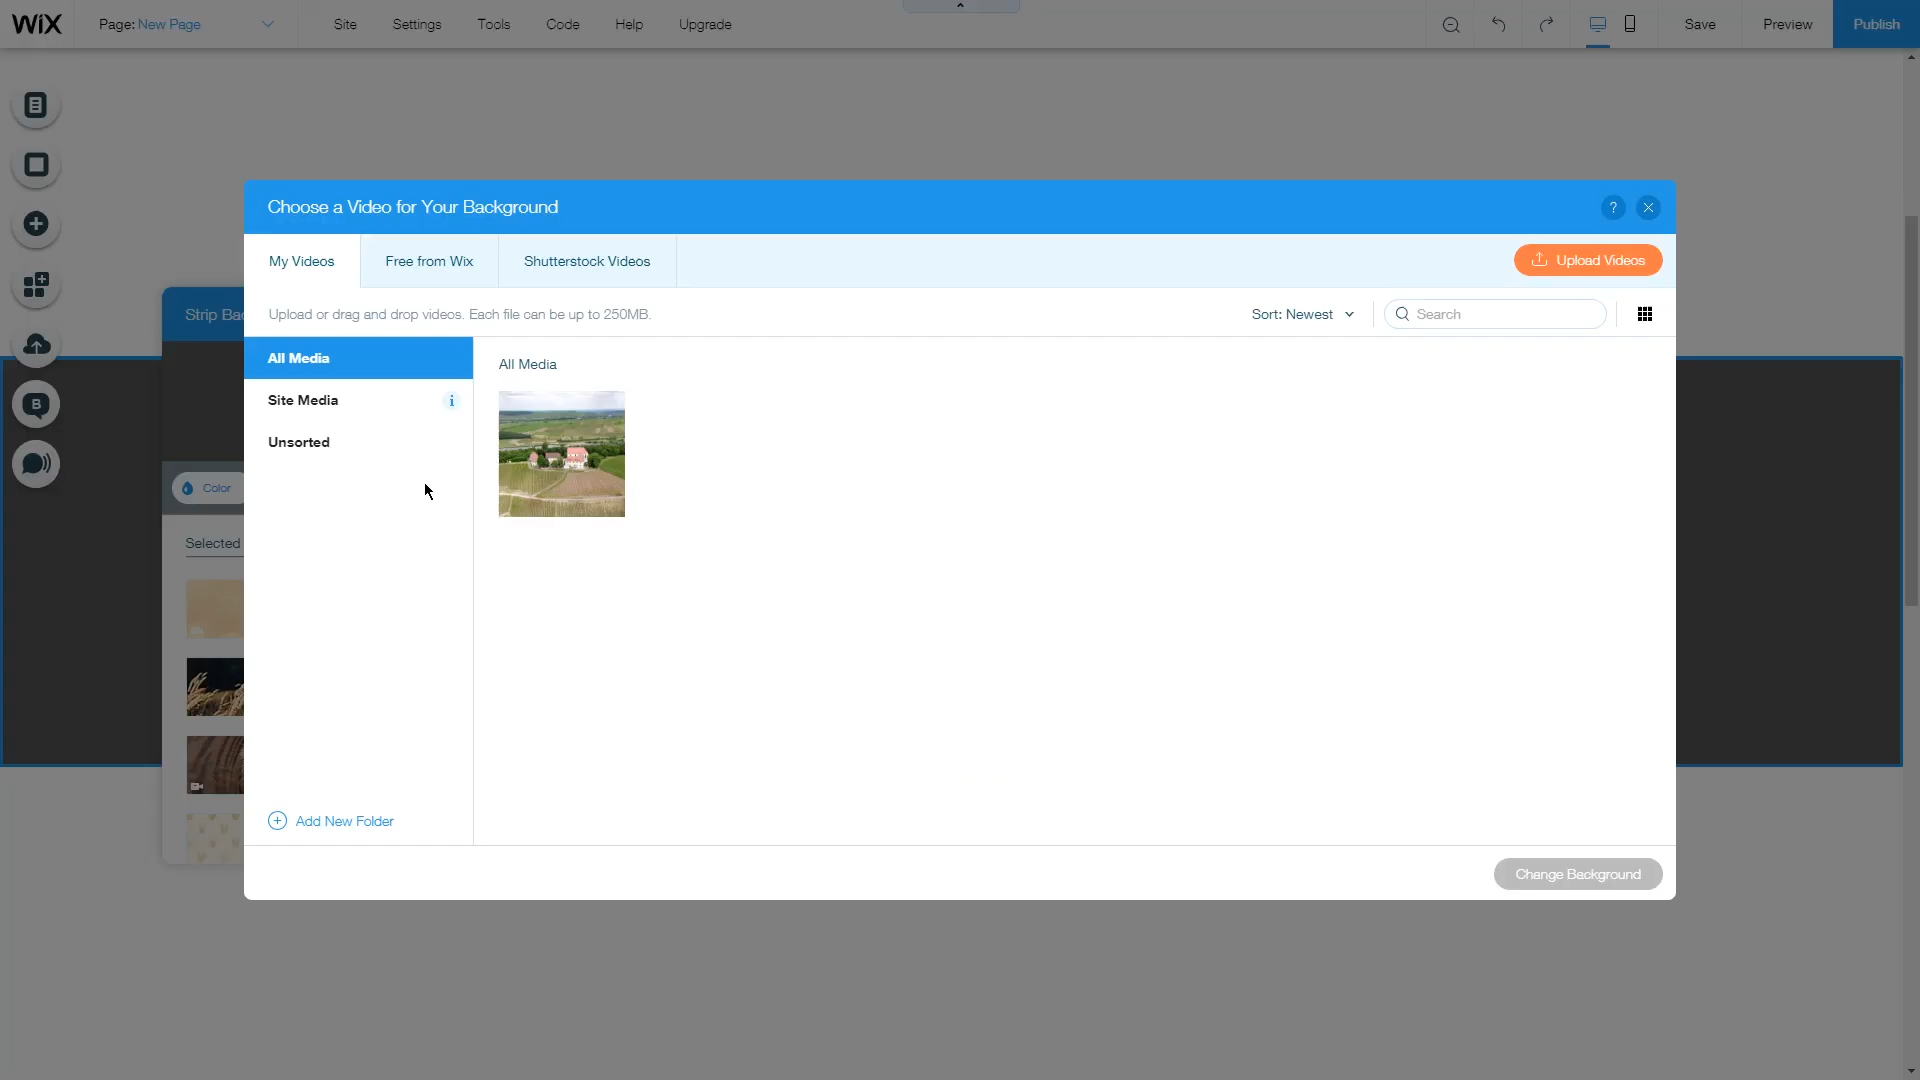 WiX
Page: New Page
Site
Settings
Tools
Code
Help
Upgrade
Save
Preview
Publish
Choose a Video for Your Background
?
My Videos
Free from Wix
Shutterstock Videos
Upload Videos
Upload or drag and drop videos. Each file can be up to 250MB.
Sort: Newest
Search
Strip Bac
All Media
All Media
Site Media
i
Unsorted
B
Color
Selected
Add New Folder
Change Background